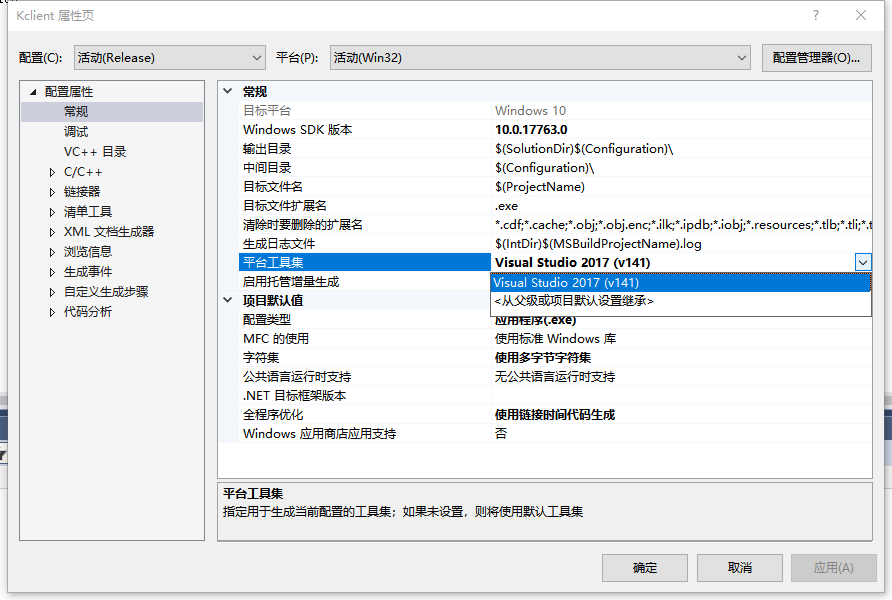 Kclient 属性页
?
配置(C): 活动(Release) 平台(P): 活动(Win32) 配置管理器(O)...
配置属性
常规
调试
VC++ 目录
C/C++
链接器
清单工具
XML 文档生成器
浏览信息
生成事件
自定义生成步骤
代码分析
常规
目标平台 Windows 10
Windows SDK 版本 10.0.17763.0
输出目录 $(SolutionDir)$(Configuration)\
中间目录 $(Configuration)\
目标文件名 $(ProjectName)
目标文件扩展名 .exe
清除时要删除的扩展名 *.cdf;*.cache;*.obj;*.obj.enc;*.ilk;*.ipdb;*.iobj;*.resources;*.tlb;*.tli;*.t
生成日志文件 $(IntDir)$(MSBuildProjectName).log
平台工具集 Visual Studio 2017 (v141)
启用托管增量生成 Visual Studio 2017 (v141)
项目默认值 <从父级或项目默认设置继承>
配置类型 应用程序(.exe)
MFC 的使用 使用标准 Windows 库
字符集 使用多字节字符集
公共语言运行时支持 无公共语言运行时支持
.NET 目标框架版本
全程序优化 使用链接时间代码生成
Windows 应用商店应用支持 否
平台工具集
指定用于生成当前配置的工具集；如果未设置，则将使用默认工具集
确定 取消 应用(A)